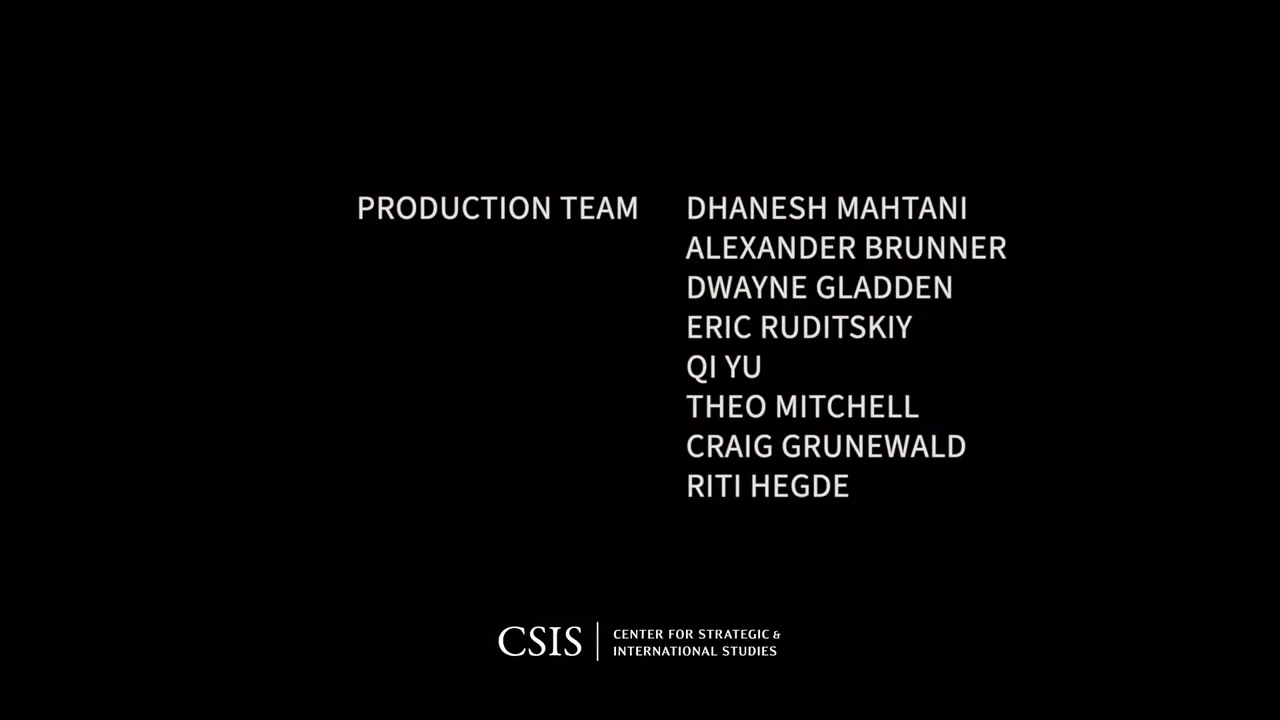 PRODUCTION TEAM DHANESH MAHTANI
ALEXANDER BRUNNER
DWAYNE GLADDEN
ERIC RUDITSKIY
QI YU
THEO MITCHELL
CRAIG GRUNEWALD
RITI HEGDE
CSIS
CENTER FOR STRATEGIC &
INTERNATIONAL STUDIES